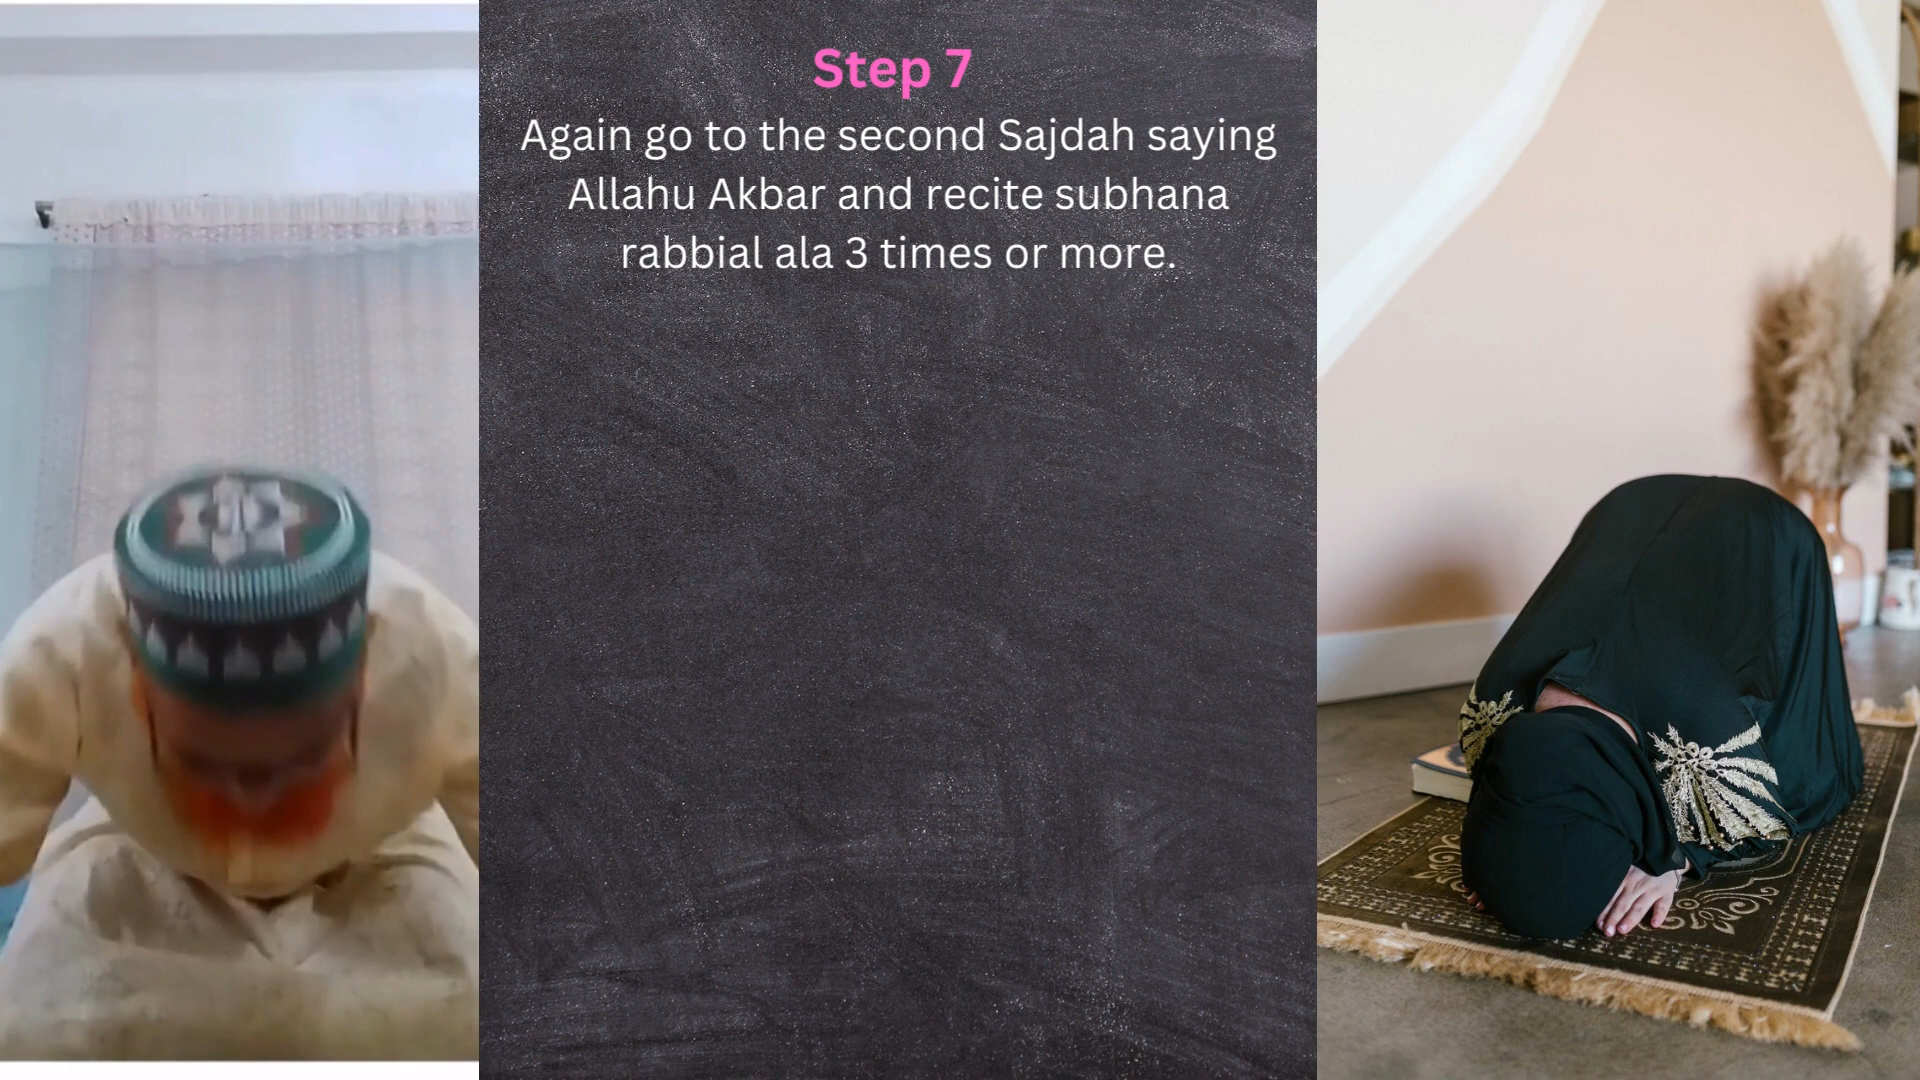 Step 7
Again go to the second Sajdah saying
Allahu Akbar and recite subhana
rabbial ala 3 times or more.